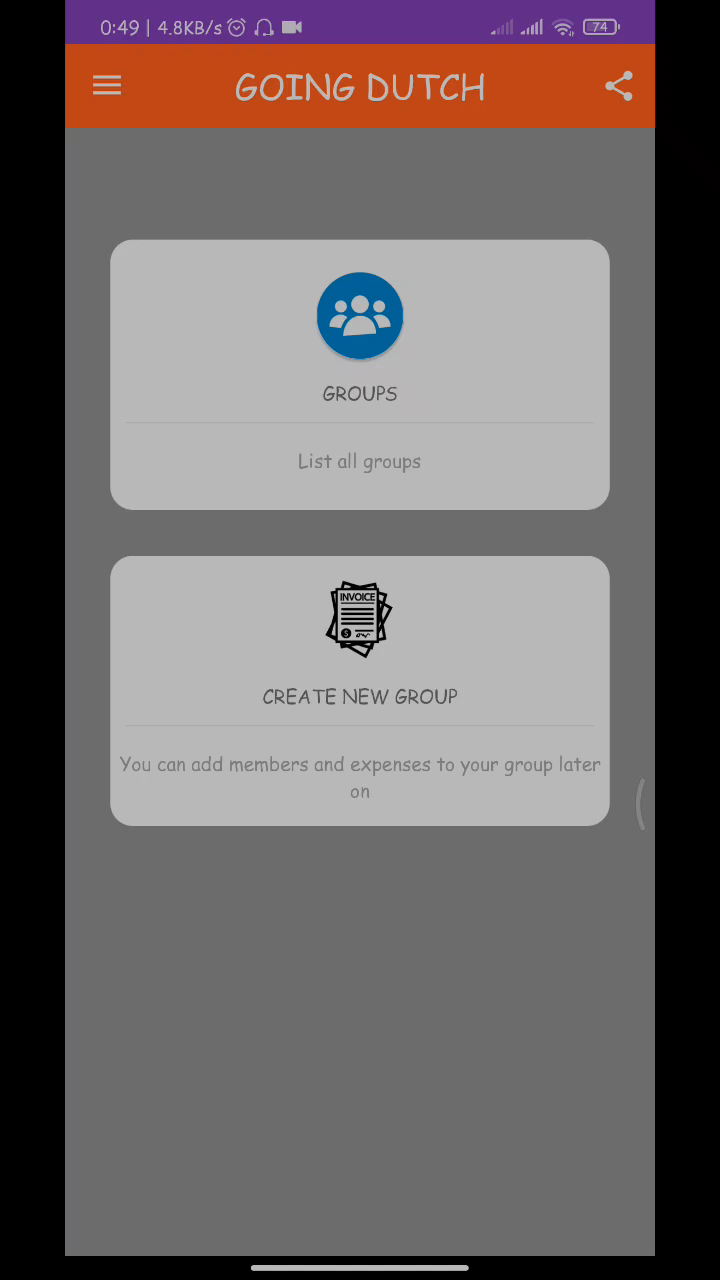 0:49 | 4.8KB/s 74
GOING DUTCH
GROUPS
List all groups
INVOICE
$
CREATE NEW GROUP
You can add members and expenses to your group later
on